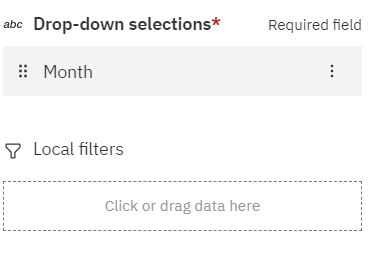 abc Drop-down selections* Required field
Month
Local filters
Click or drag data here